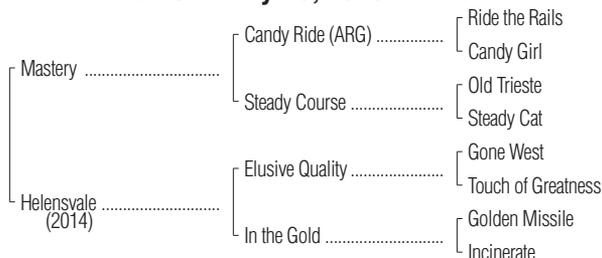 Ride the Rails
Candy Ride (ARG) ................
Candy Girl
Mastery ................................
Old Trieste
Steady Course ......................
Steady Cat
Gone West
Elusive Quality ......................
Touch of Greatness
Helensvale ............................
(2014)
Golden Missile
In the Gold ............................
Incinerate